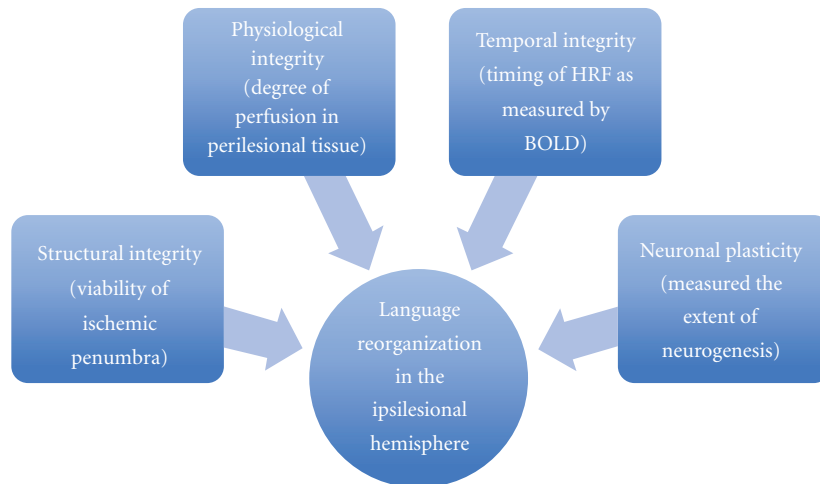 Physiological
integrity
(degree of
perfusion in
perilesional tissue)
Temporal integrity
(timing of HRF as
measured by
BOLD)
Structural integrity
(viability of
ischemic
penumbra)
Neuronal plasticity
(measured the
extent of
neurogenesis)
Language
reorganization
in the
ipsilesional
hemisphere